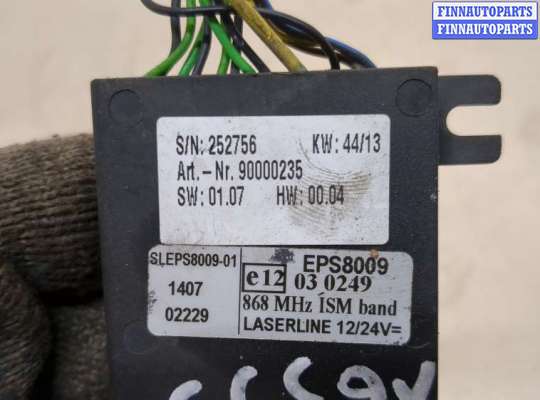 FINNAUTOPARTS
FINNAUTOPARTS
S/N: 252756 KW: 44/13
Art.-Nr. 90000235
SW: 01.07 HW: 00.04
SLEPS8009-01
1407
02229
EPS8009
e12 03 0249
868 MHz ISM band
LASERLINE 12/24V=